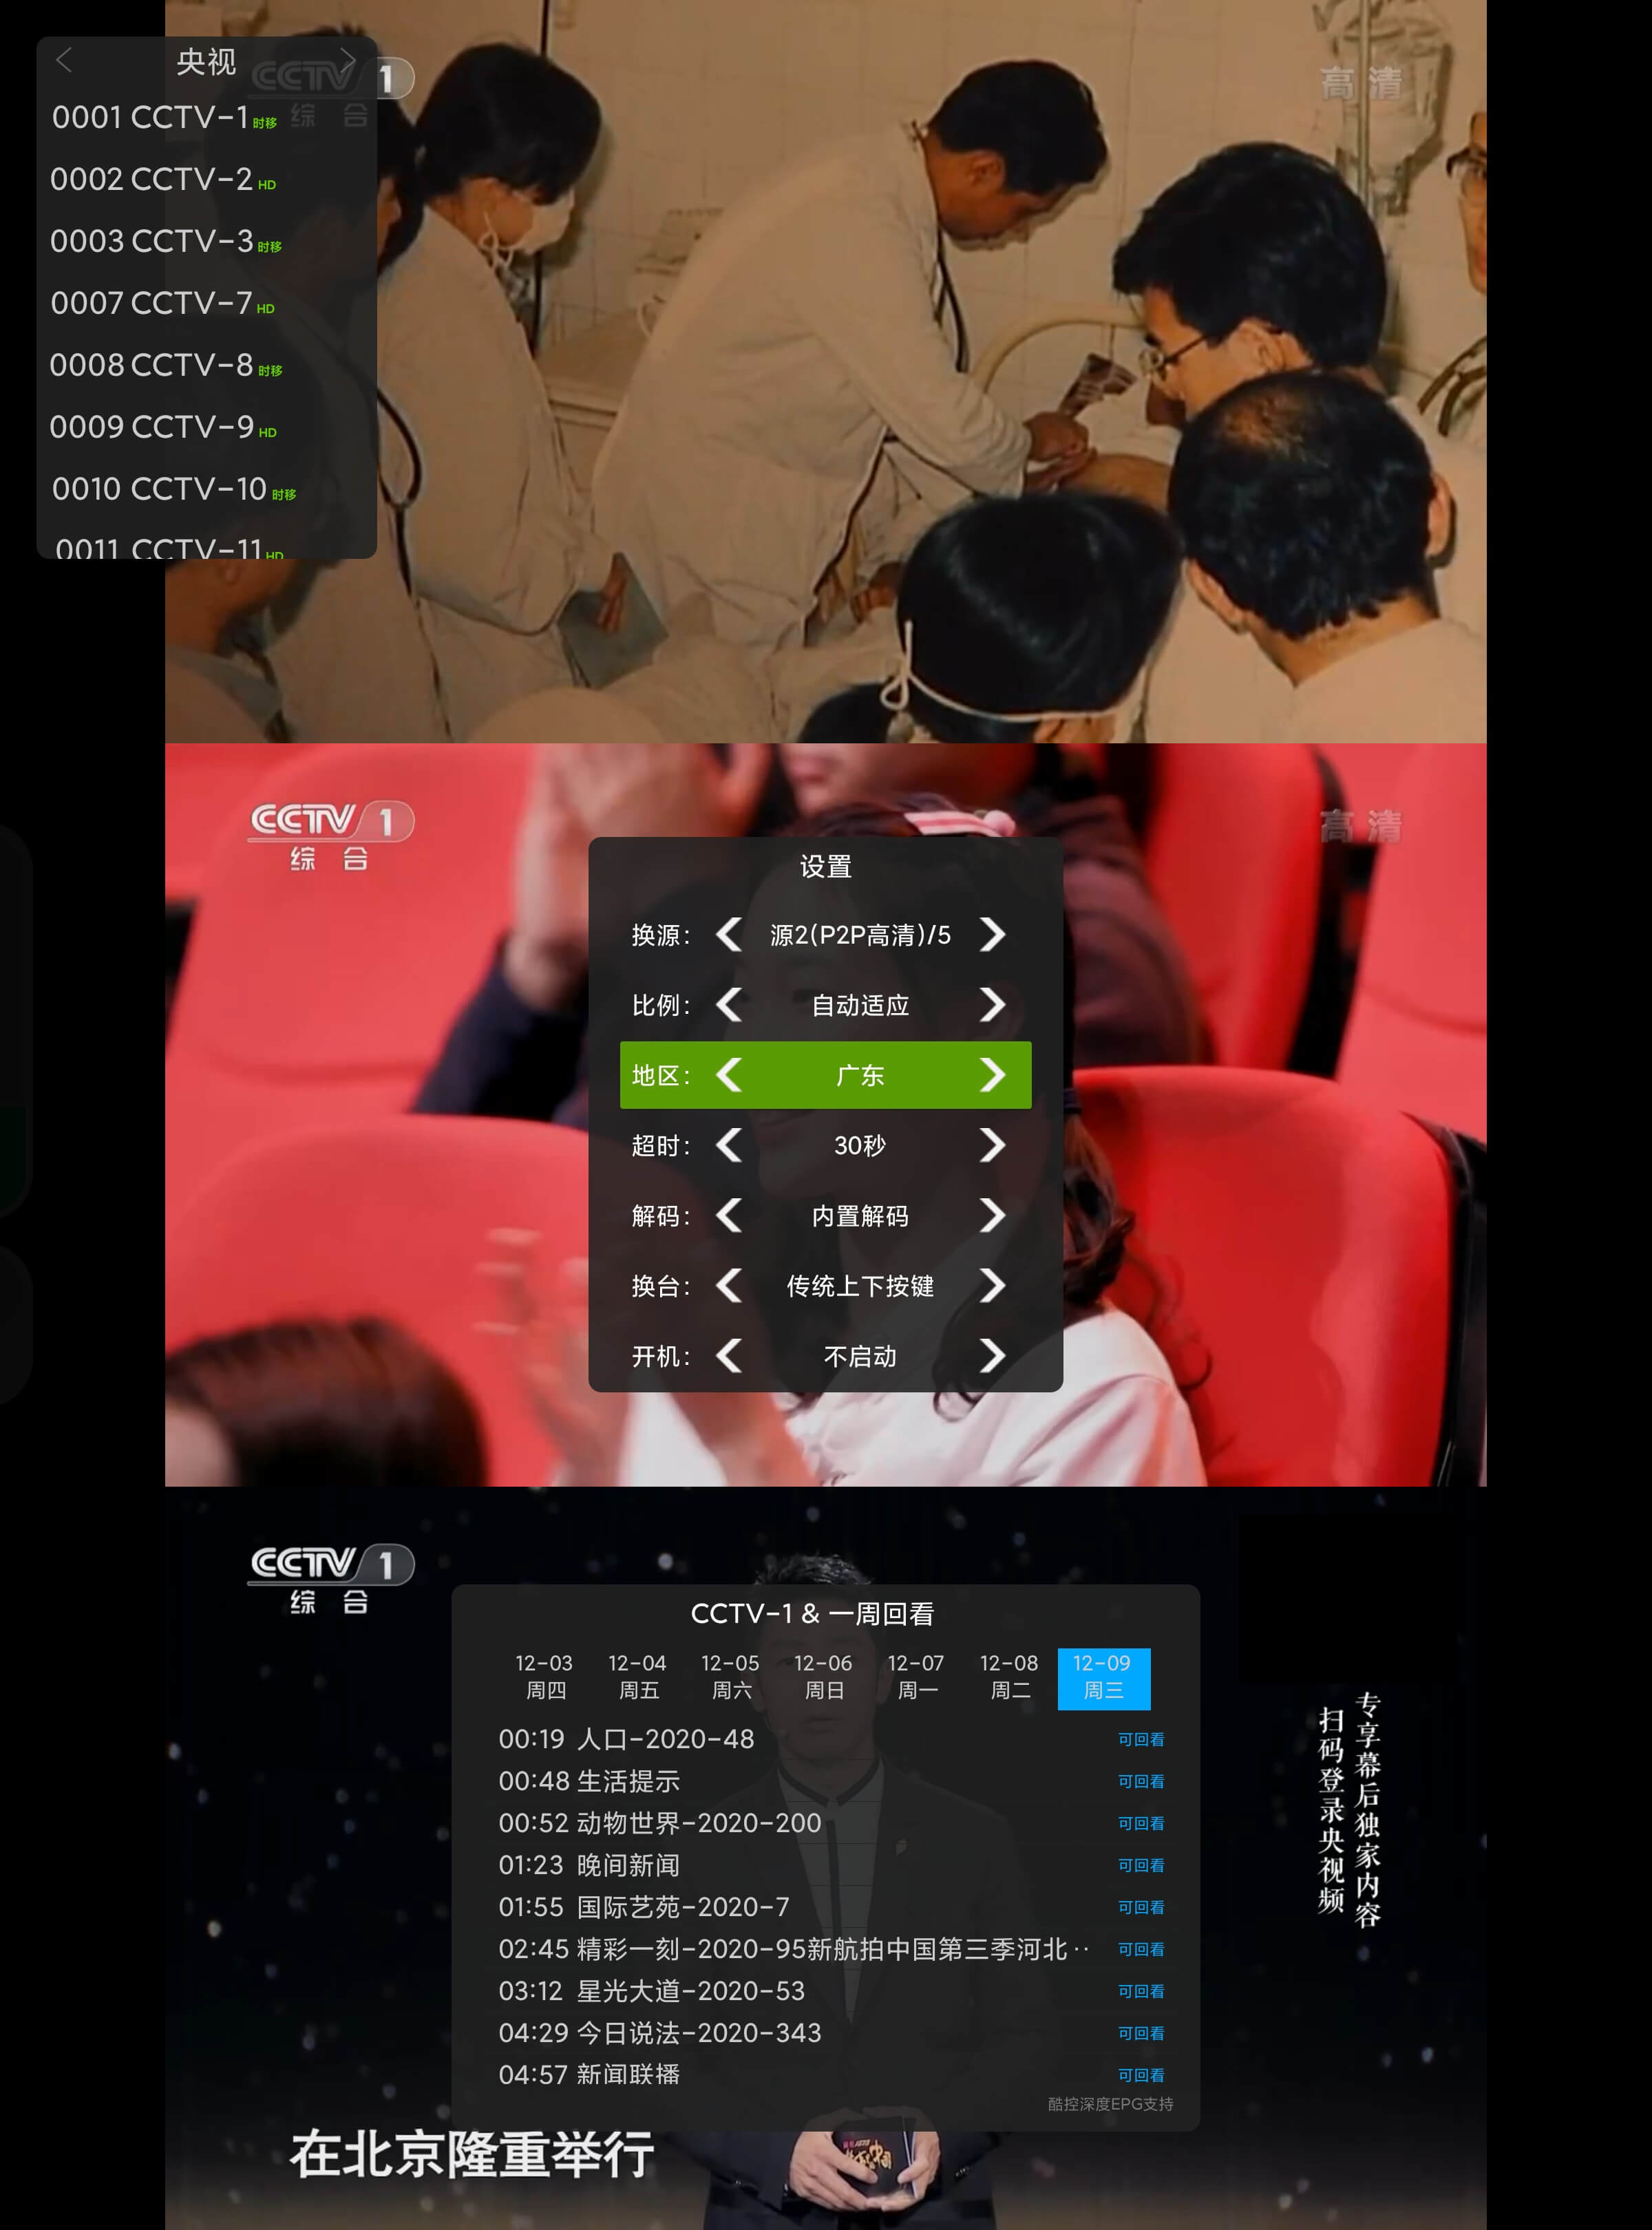 央视
CCTV 1
综合
高清
0001 CCTV-1 时移
0002 CCTV-2 HD
0003 CCTV-3 时移
0007 CCTV-7 HD
0008 CCTV-8 时移
0009 CCTV-9 HD
0010 CCTV-10 时移
0011 CCTV-11 HD
CCTV 1
综合
高清
设置
换源： 源2(P2P高清)/5
比例： 自动适应
地区： 广东
超时： 30秒
解码： 内置解码
换台： 传统上下按键
开机： 不启动
CCTV 1
综合
CCTV-1 & 一周回看
12-03 12-04 12-05 12-06 12-07 12-08 12-09
周四 周五 周六 周日 周一 周二 周三
00:19 人口-2020-48 可回看
00:48 生活提示 可回看
00:52 动物世界-2020-200 可回看
01:23 晚间新闻 可回看
01:55 国际艺苑-2020-7 可回看
02:45 精彩一刻-2020-95新航拍中国第三季河北·· 可回看
03:12 星光大道-2020-53 可回看
04:29 今日说法-2020-343 可回看
04:57 新闻联播 可回看
酷控深度EPG支持
专享幕后独家内容
扫码登录央视频
在北京隆重举行